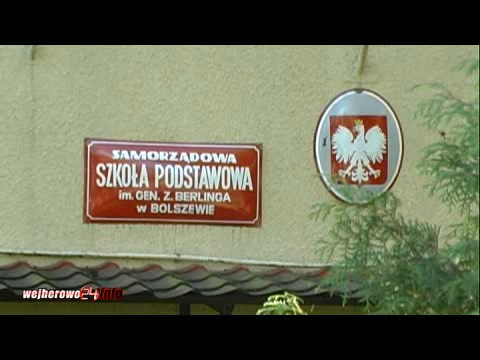 SAMORZĄDOWA
SZKOŁA PODSTAWOWA
im. GEN. Z. BERLINGA
w BOLSZEWIE
wejherowo24.info